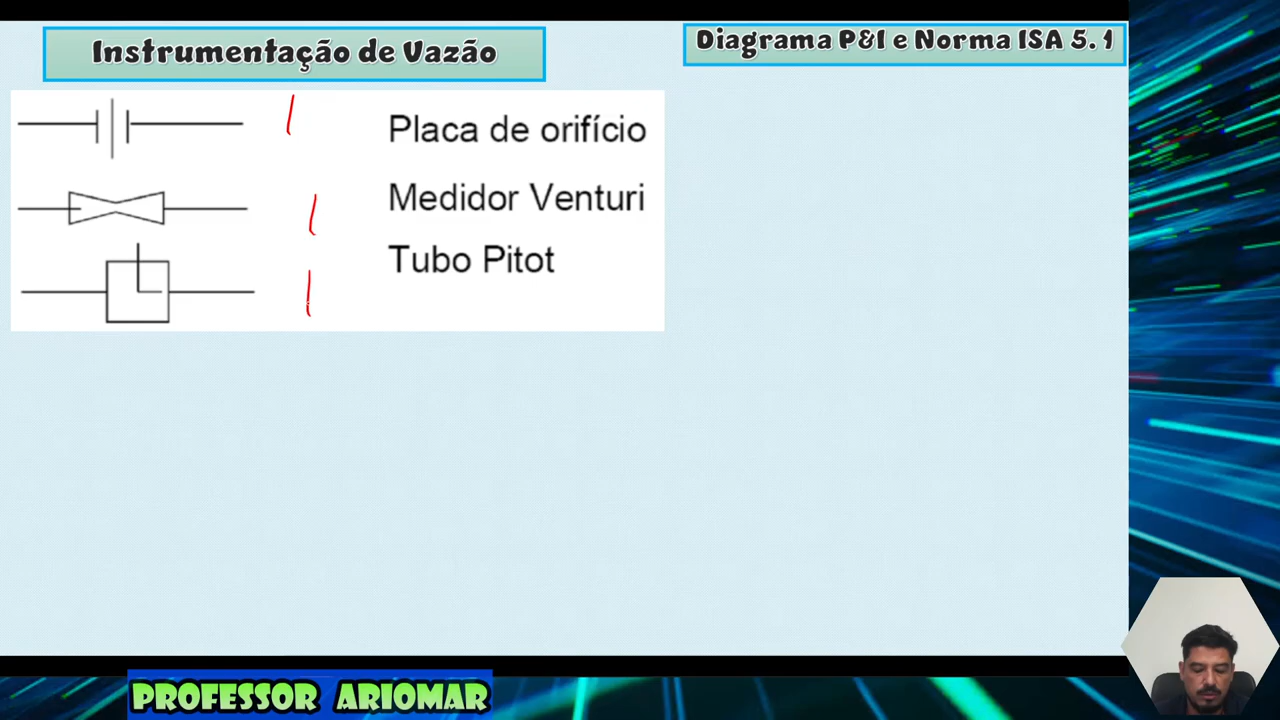 Instrumentação de Vazão
Diagrama P&I e Norma ISA 5.1
Placa de orifício
Medidor Venturi
Tubo Pitot
PROFESSOR ARIOMAR